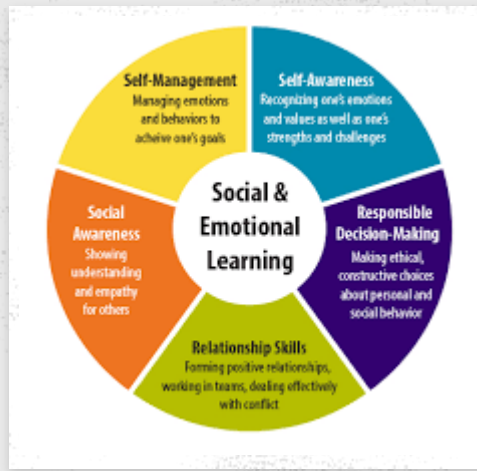 Self-Management
Managing emotions
and behaviors to
acheive one's goals
Self-Awareness
Recognizing one's emotions
and values as well as one's
strengths and challenges
Social &
Emotional
Learning
Social
Awareness
Showing
understanding
and empathy
for others
Responsible
Decision-Making
Making ethical,
constructive choices
about personal and
social behavior
Relationship Skills
Forming positive relationships,
working in teams, dealing effectively
with conflict